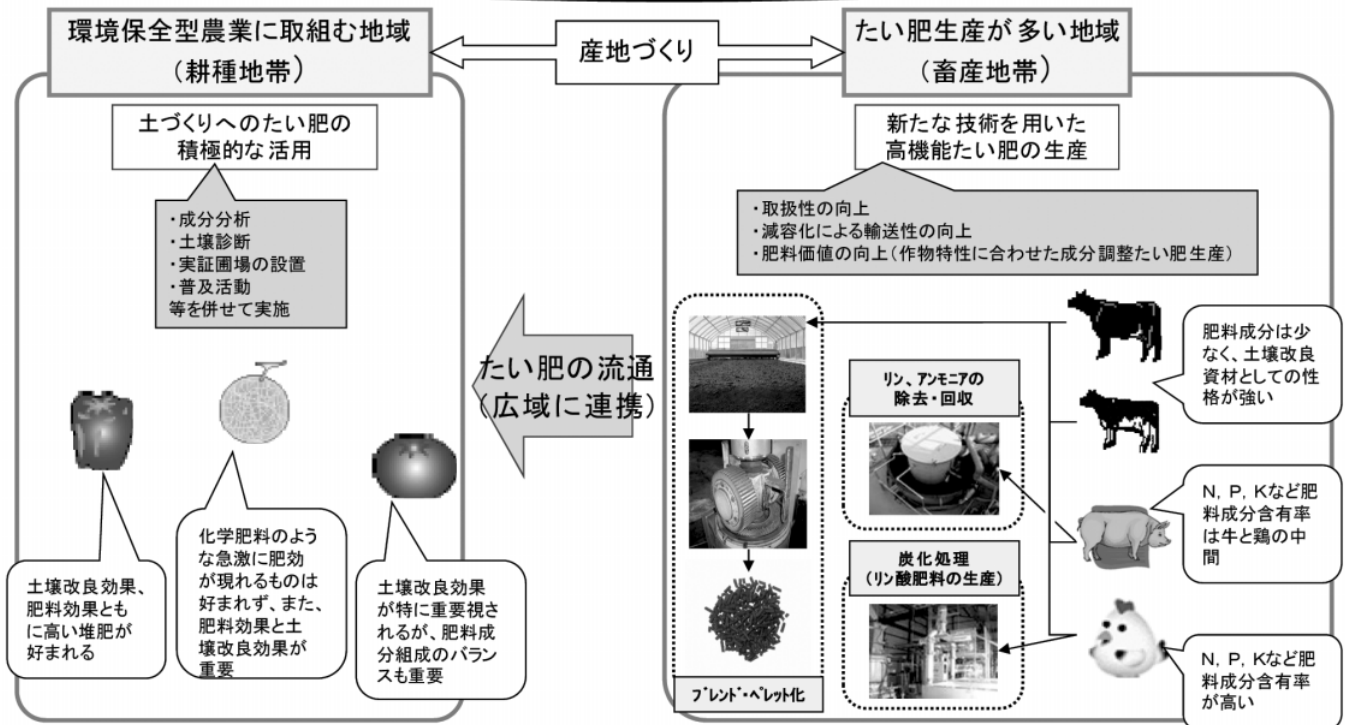 環境保全型農業に取組む地域
(耕種地帯)
産地づくり
たい肥生産が多い地域
(畜産地帯)
土づくりへのたい肥の
積極的な活用
・成分分析
・土壌診断
・実証圃場の設置
・普及活動
等を併せて実施
新たな技術を用いた
高機能たい肥の生産
・取扱性の向上
・減容化による輸送性の向上
・肥料価値の向上(作物特性に合わせた成分調整たい肥生産)
たい肥の流通
(広域に連携)
土壌改良効果、
肥料効果とも
に高い堆肥が
好まれる
化学肥料のよう
な急激に肥効
が現れるものは
好まれず、また、
肥料効果と土
壌改良効果が
重要
土壌改良効果
が特に重要視さ
れるが、肥料成
分組成のバラン
スも重要
ブレンド・ペレット化
リン、アンモニアの
除去・回収
炭化処理
(リン酸肥料の生産)
肥料成分は少
なく、土壌改良
資材としての性
格が強い
N, P, Kなど肥
料成分含有率
は牛と鶏の中
間
N, P, Kなど肥
料成分含有率
が高い